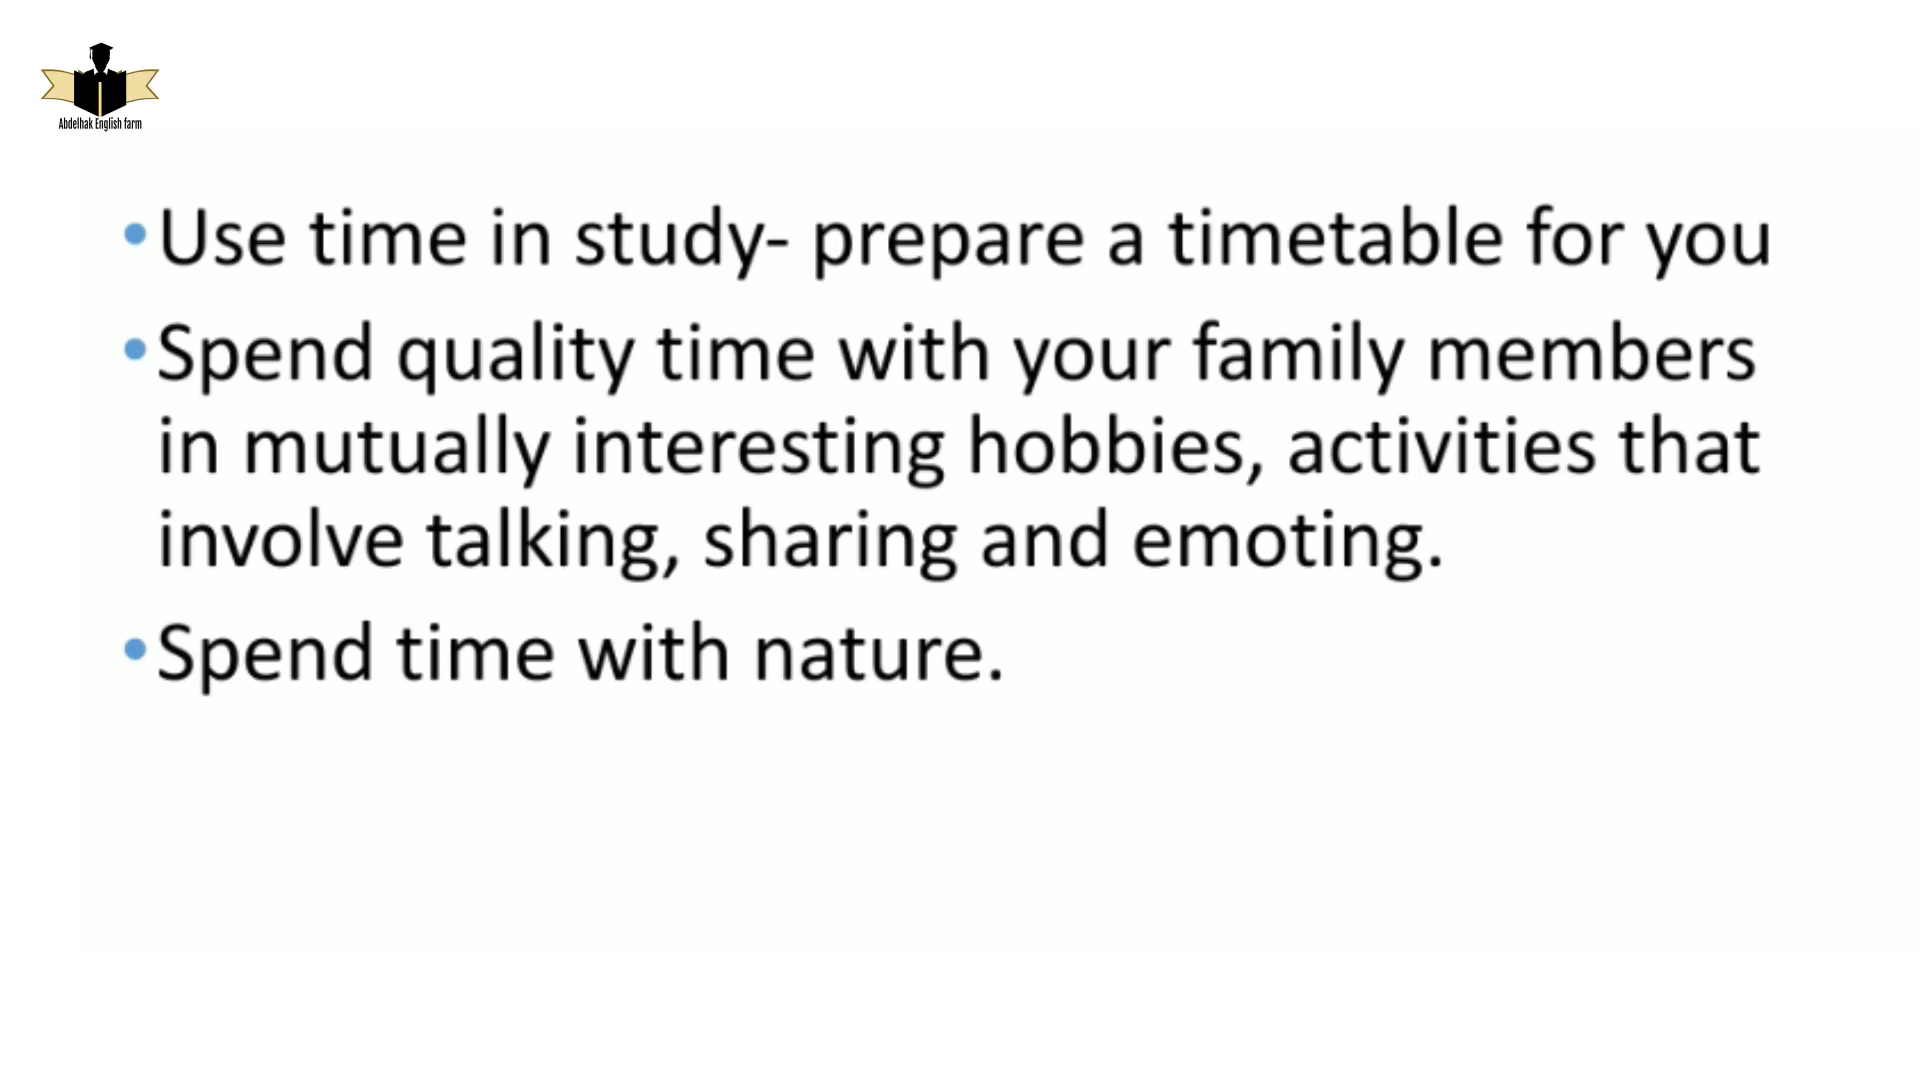 Abdelhak English farm
•Use time in study- prepare a timetable for you
•Spend quality time with your family members
in mutually interesting hobbies, activities that
involve talking, sharing and emoting.
•Spend time with nature.